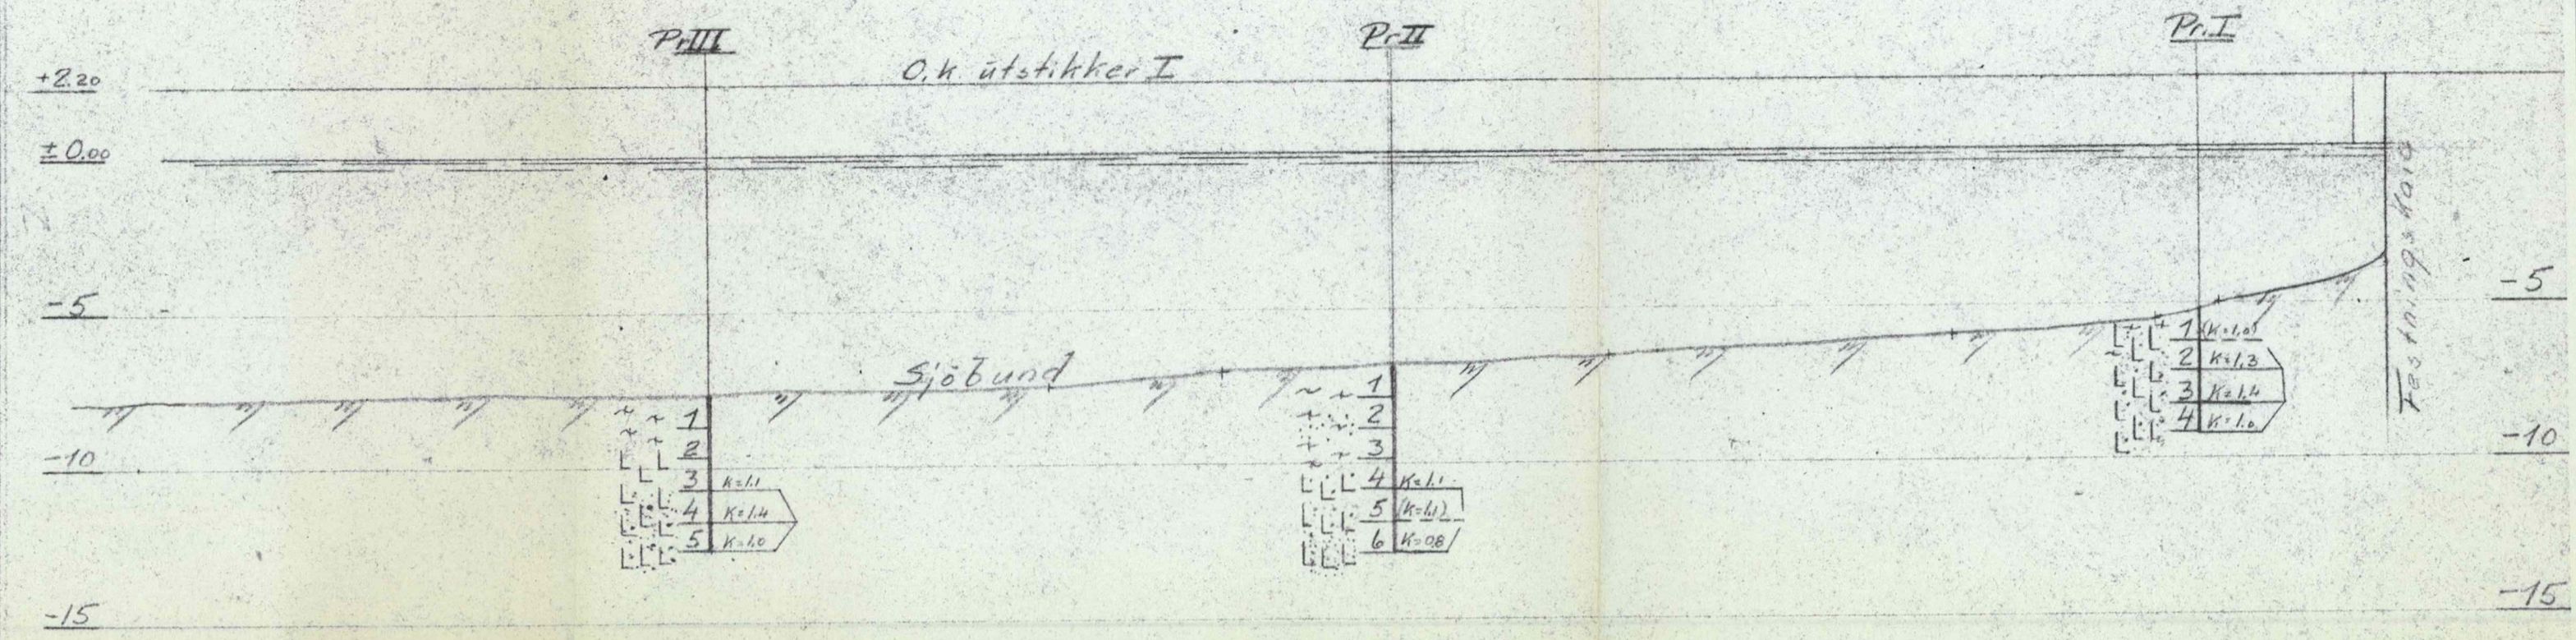 Pr III
Pr II
Pr. I
+2.20
O.k. utstikker I
± 0.00
Festningskaia
-5
-5
Sjöbund
1 (K=1.0)
2 K=1,3
3 K=1.4
4 K=1.0
1
2
3
4 K=1.1
5 (K=1.1)
6 K=0.8
1
2
3 K=1.1
4 K=1.4
5 K=1.0
-10
-10
-15
-15